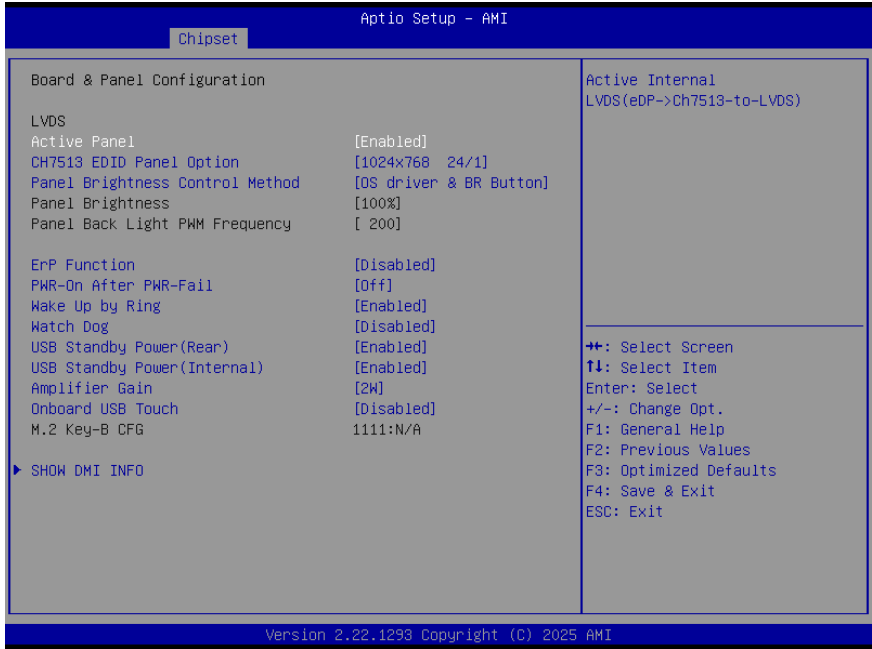 Aptio Setup - AMI
Chipset
Board & Panel Configuration
LVDS
Active Panel [Enabled]
CH7513 EDID Panel Option [1024x768  24/1]
Panel Brightness Control Method [OS driver & BR Button]
Panel Brightness [100%]
Panel Back Light PWM Frequency [ 200]
ErP Function [Disabled]
PWR-On After PWR-Fail [Off]
Wake Up by Ring [Enabled]
Watch Dog [Disabled]
USB Standby Power(Rear) [Enabled]
USB Standby Power(Internal) [Enabled]
Amplifier Gain [2W]
Onboard USB Touch [Disabled]
M.2 Key-B CFG 1111:N/A
SHOW DMI INFO
Active Internal
LVDS(eDP->Ch7513-to-LVDS)
→←: Select Screen
↑↓: Select Item
Enter: Select
+/-: Change Opt.
F1: General Help
F2: Previous Values
F3: Optimized Defaults
F4: Save & Exit
ESC: Exit
Version 2.22.1293 Copyright (C) 2025 AMI